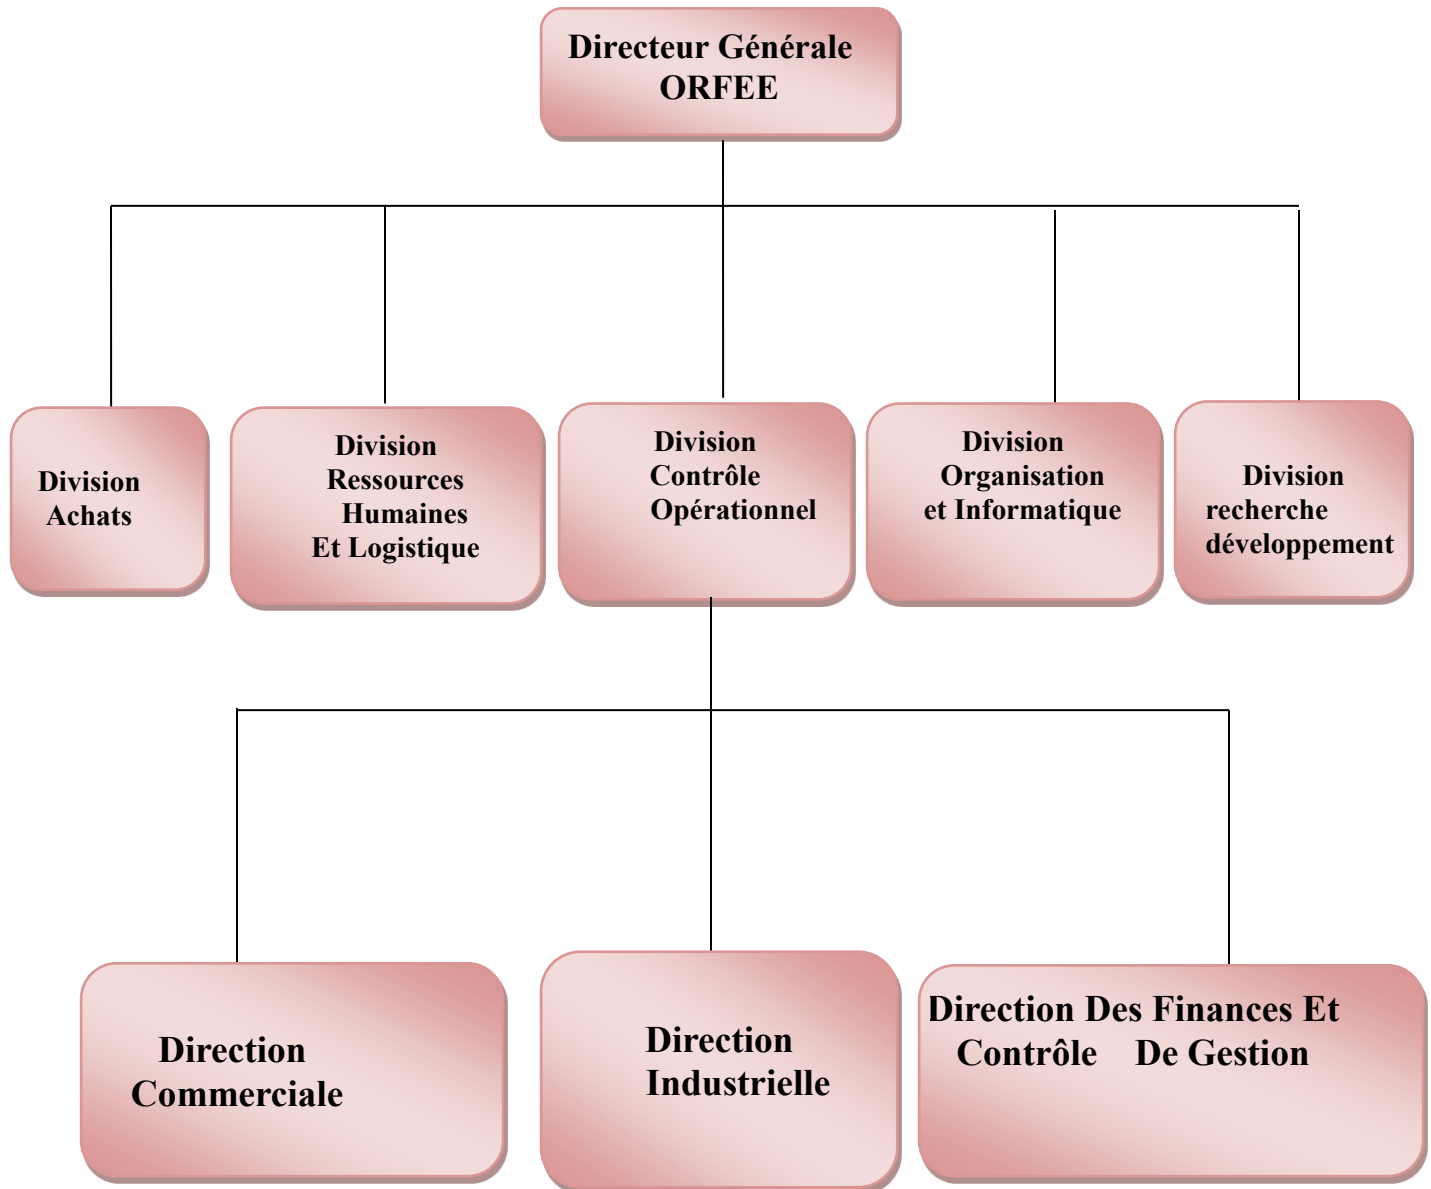 Directeur Générale
ORFEE
Division
Achats
Division
Ressources
Humaines
Et Logistique
Division
Contrôle
Opérationnel
Division
Organisation
et Informatique
Division
recherche
développement
Direction
Commerciale
Direction
Industrielle
Direction Des Finances Et
Contrôle De Gestion